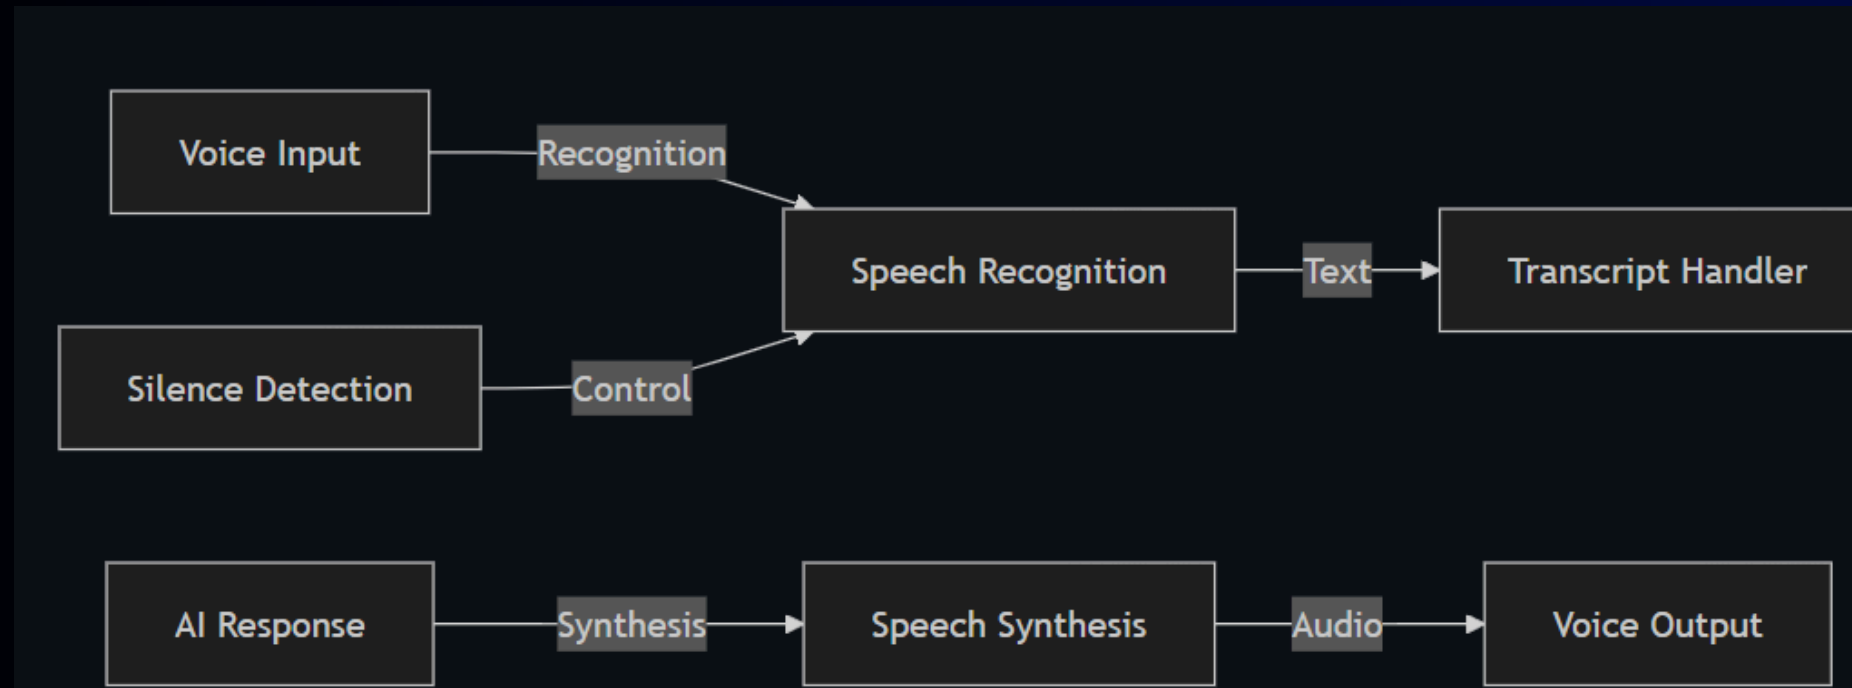 Voice Input
Recognition
Speech Recognition
Text
Transcript Handler
Silence Detection
Control
AI Response
Synthesis
Speech Synthesis
Audio
Voice Output